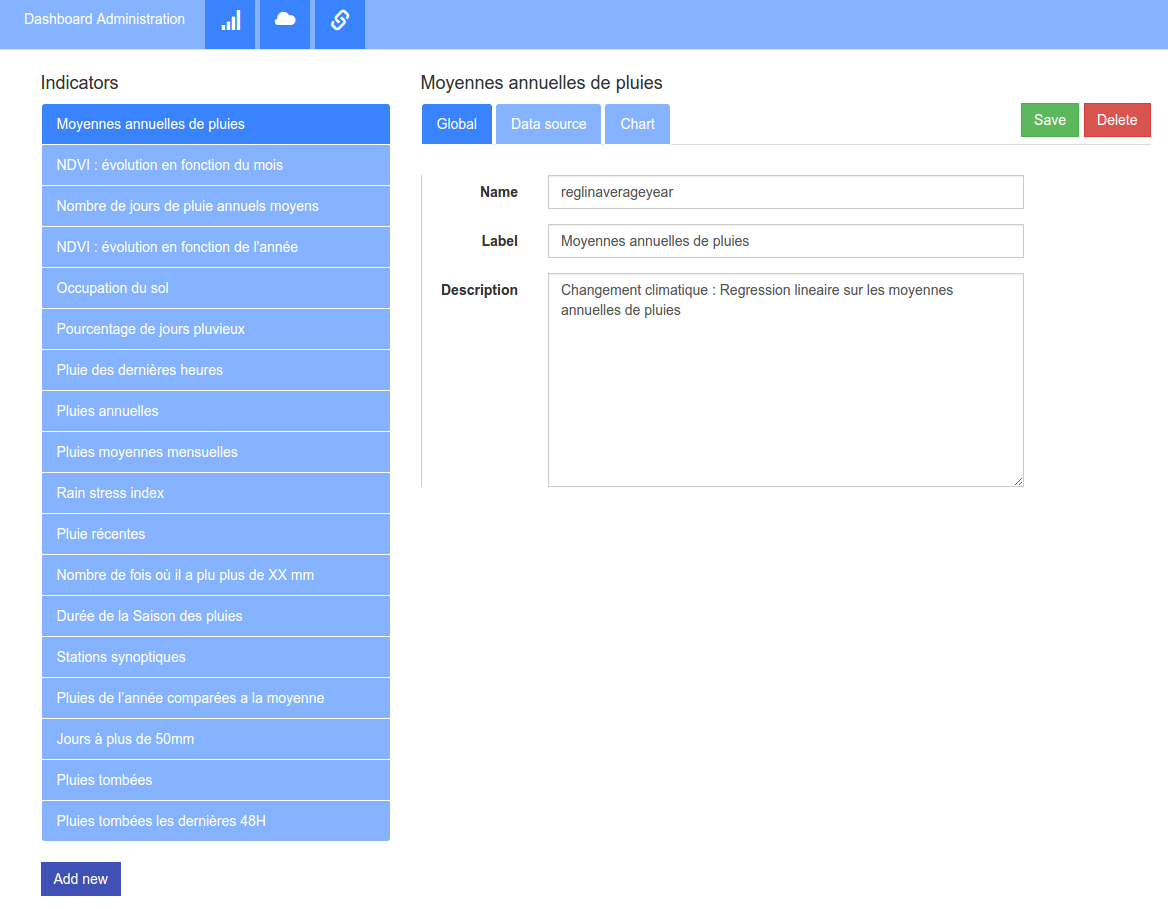 Dashboard Administration
Indicators
Moyennes annuelles de pluies
NDVI : évolution en fonction du mois
Nombre de jours de pluie annuels moyens
NDVI : évolution en fonction de l'année
Occupation du sol
Pourcentage de jours pluvieux
Pluie des dernières heures
Pluies annuelles
Pluies moyennes mensuelles
Rain stress index
Pluie récentes
Nombre de fois où il a plu plus de XX mm
Durée de la Saison des pluies
Stations synoptiques
Pluies de l'année comparées a la moyenne
Jours à plus de 50mm
Pluies tombées
Pluies tombées les dernières 48H
Add new
Moyennes annuelles de pluies
Global Data source Chart Save Delete
Name reglinaverageyear
Label Moyennes annuelles de pluies
Description Changement climatique : Regression lineaire sur les moyennes
annuelles de pluies